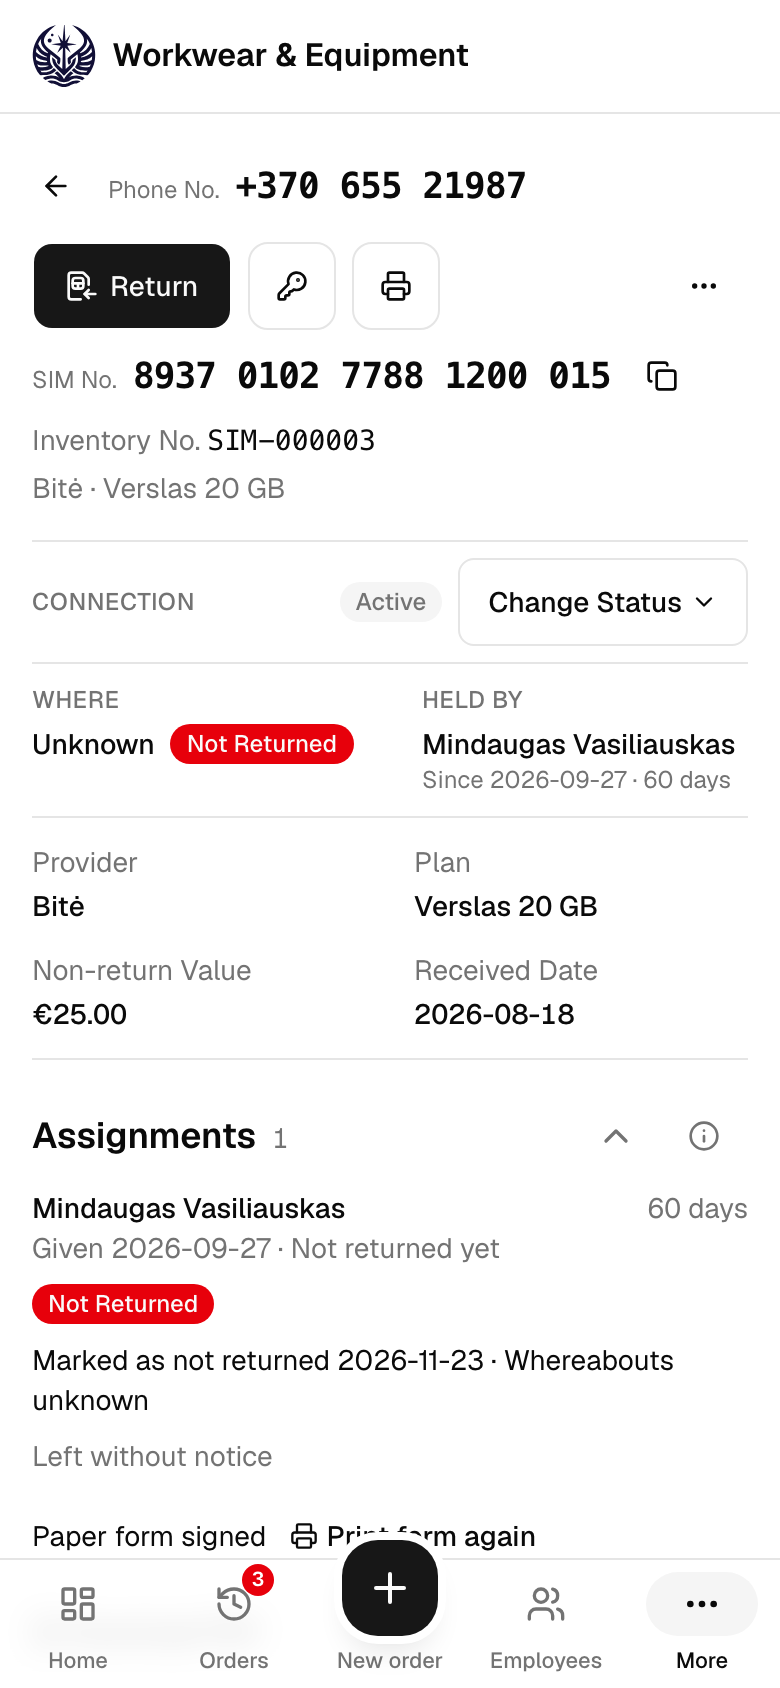 Workwear & Equipment
Phone No. +370 655 21987
Return
SIM No. 8937 0102 7788 1200 015
Inventory No. SIM-000003
Bitė · Verslas 20 GB
CONNECTION Active Change Status
WHERE HELD BY
Unknown Not Returned Mindaugas Vasiliauskas
Since 2026-09-27 · 60 days
Provider Plan
Bitė Verslas 20 GB
Non-return Value Received Date
€25.00 2026-08-18
Assignments 1
Mindaugas Vasiliauskas 60 days
Given 2026-09-27 · Not returned yet
Not Returned
Marked as not returned 2026-11-23 · Whereabouts
unknown
Left without notice
Paper form signed Print form again
3
Home Orders New order Employees More